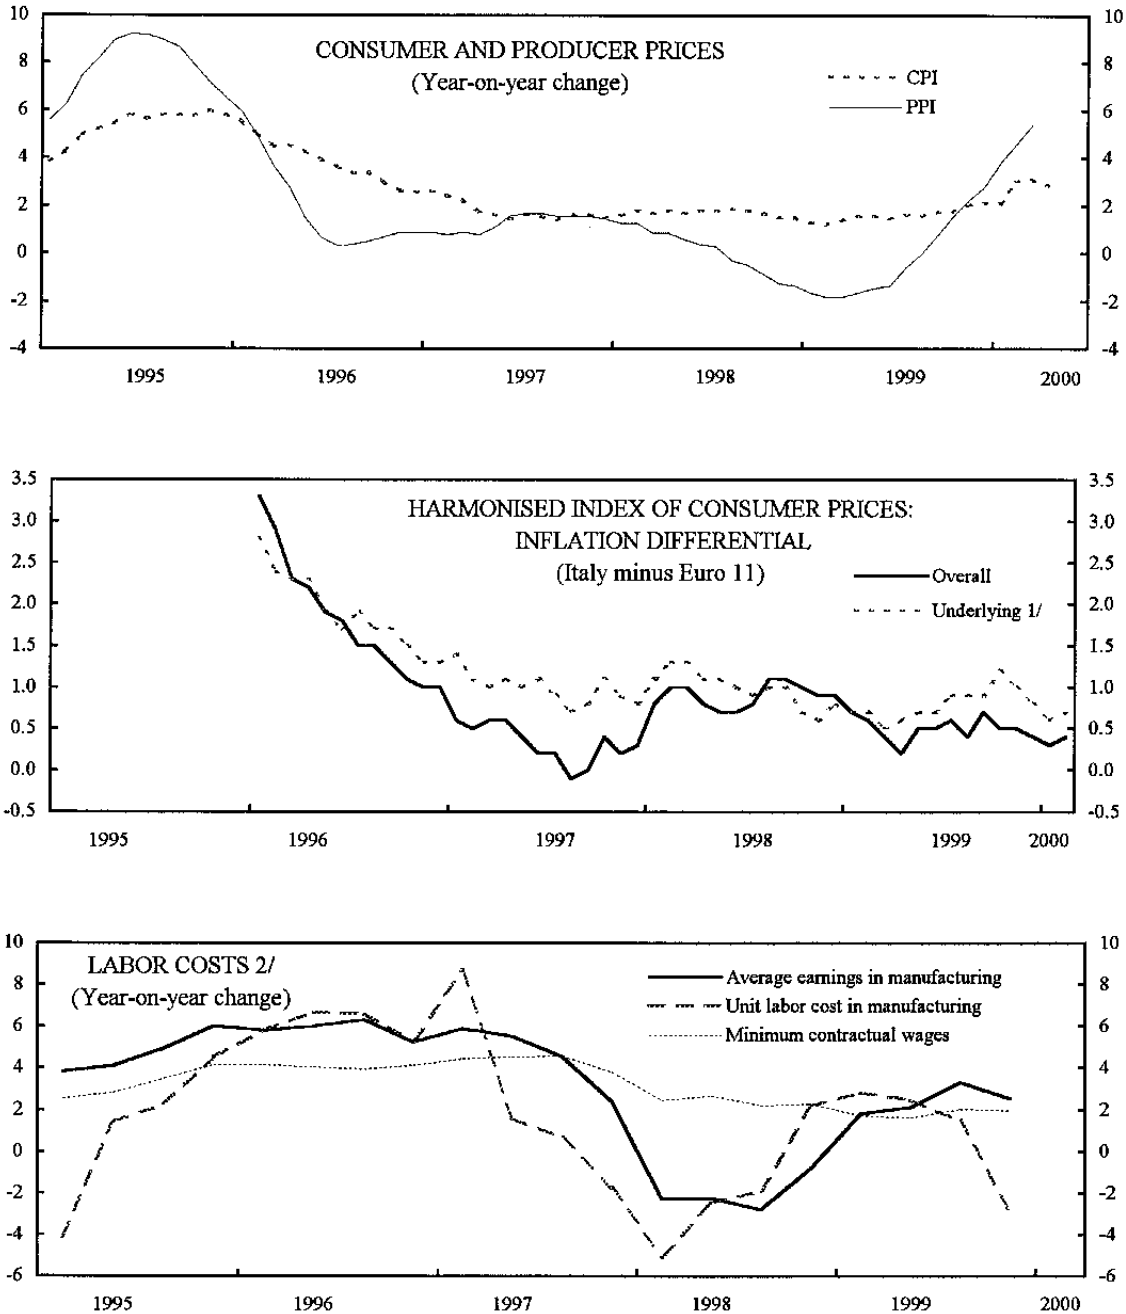 CONSUMER AND PRODUCER PRICES
(Year-on-year change)
CPI
PPI
10 10
8 8
6 6
4 4
2 2
0 0
-2 -2
-4 -4
1995 1996 1997 1998 1999 2000
HARMONISED INDEX OF CONSUMER PRICES:
INFLATION DIFFERENTIAL
(Italy minus Euro 11)
Overall
Underlying 1/
3.5 3.5
3.0 3.0
2.5 2.5
2.0 2.0
1.5 1.5
1.0 1.0
0.5 0.5
0.0 0.0
-0.5 -0.5
1995 1996 1997 1998 1999 2000
LABOR COSTS 2/
(Year-on-year change)
Average earnings in manufacturing
Unit labor cost in manufacturing
Minimum contractual wages
10 10
8 8
6 6
4 4
2 2
0 0
-2 -2
-4 -4
-6 -6
1995 1996 1997 1998 1999 2000